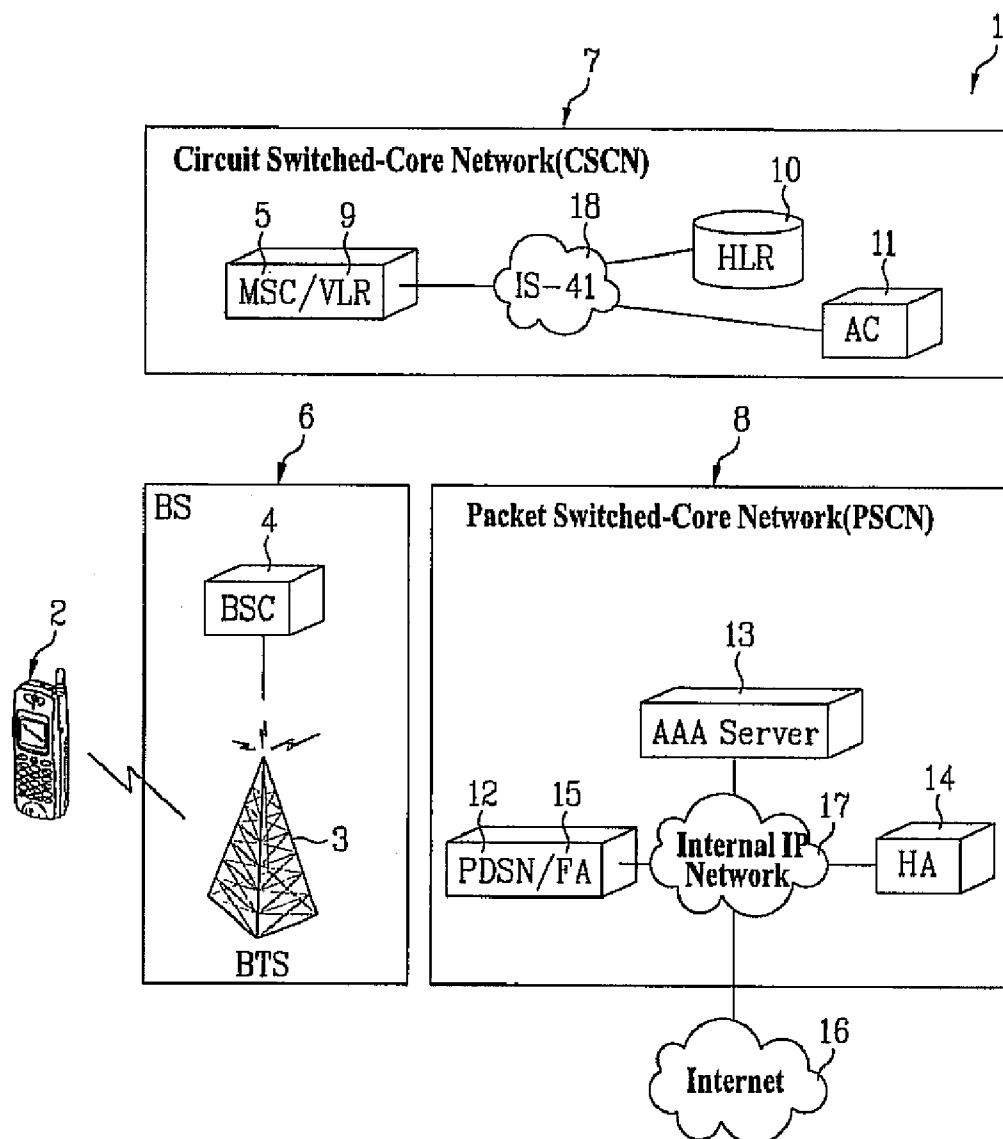 1
7
Circuit Switched-Core Network(CSCN)
10
5 9
18
HLR
11
MSC/VLR
IS-41
AC
6
8
BS
Packet Switched-Core Network(PSCN)
4
BSC
2
13
AAA Server
12 15
17
14
3
PDSN/FA
Internal IP
Network
HA
BTS
16
Internet